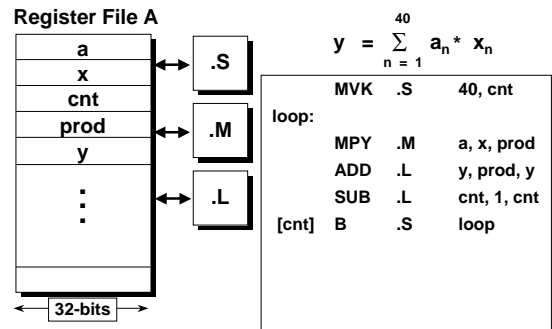 Register File A
a
x
cnt
prod
y
32-bits
.S
.M
.L
40
y = Σ aₙ* xₙ
n = 1
MVK .S 40, cnt
loop:
MPY .M a, x, prod
ADD .L y, prod, y
SUB .L cnt, 1, cnt
[cnt] B .S loop